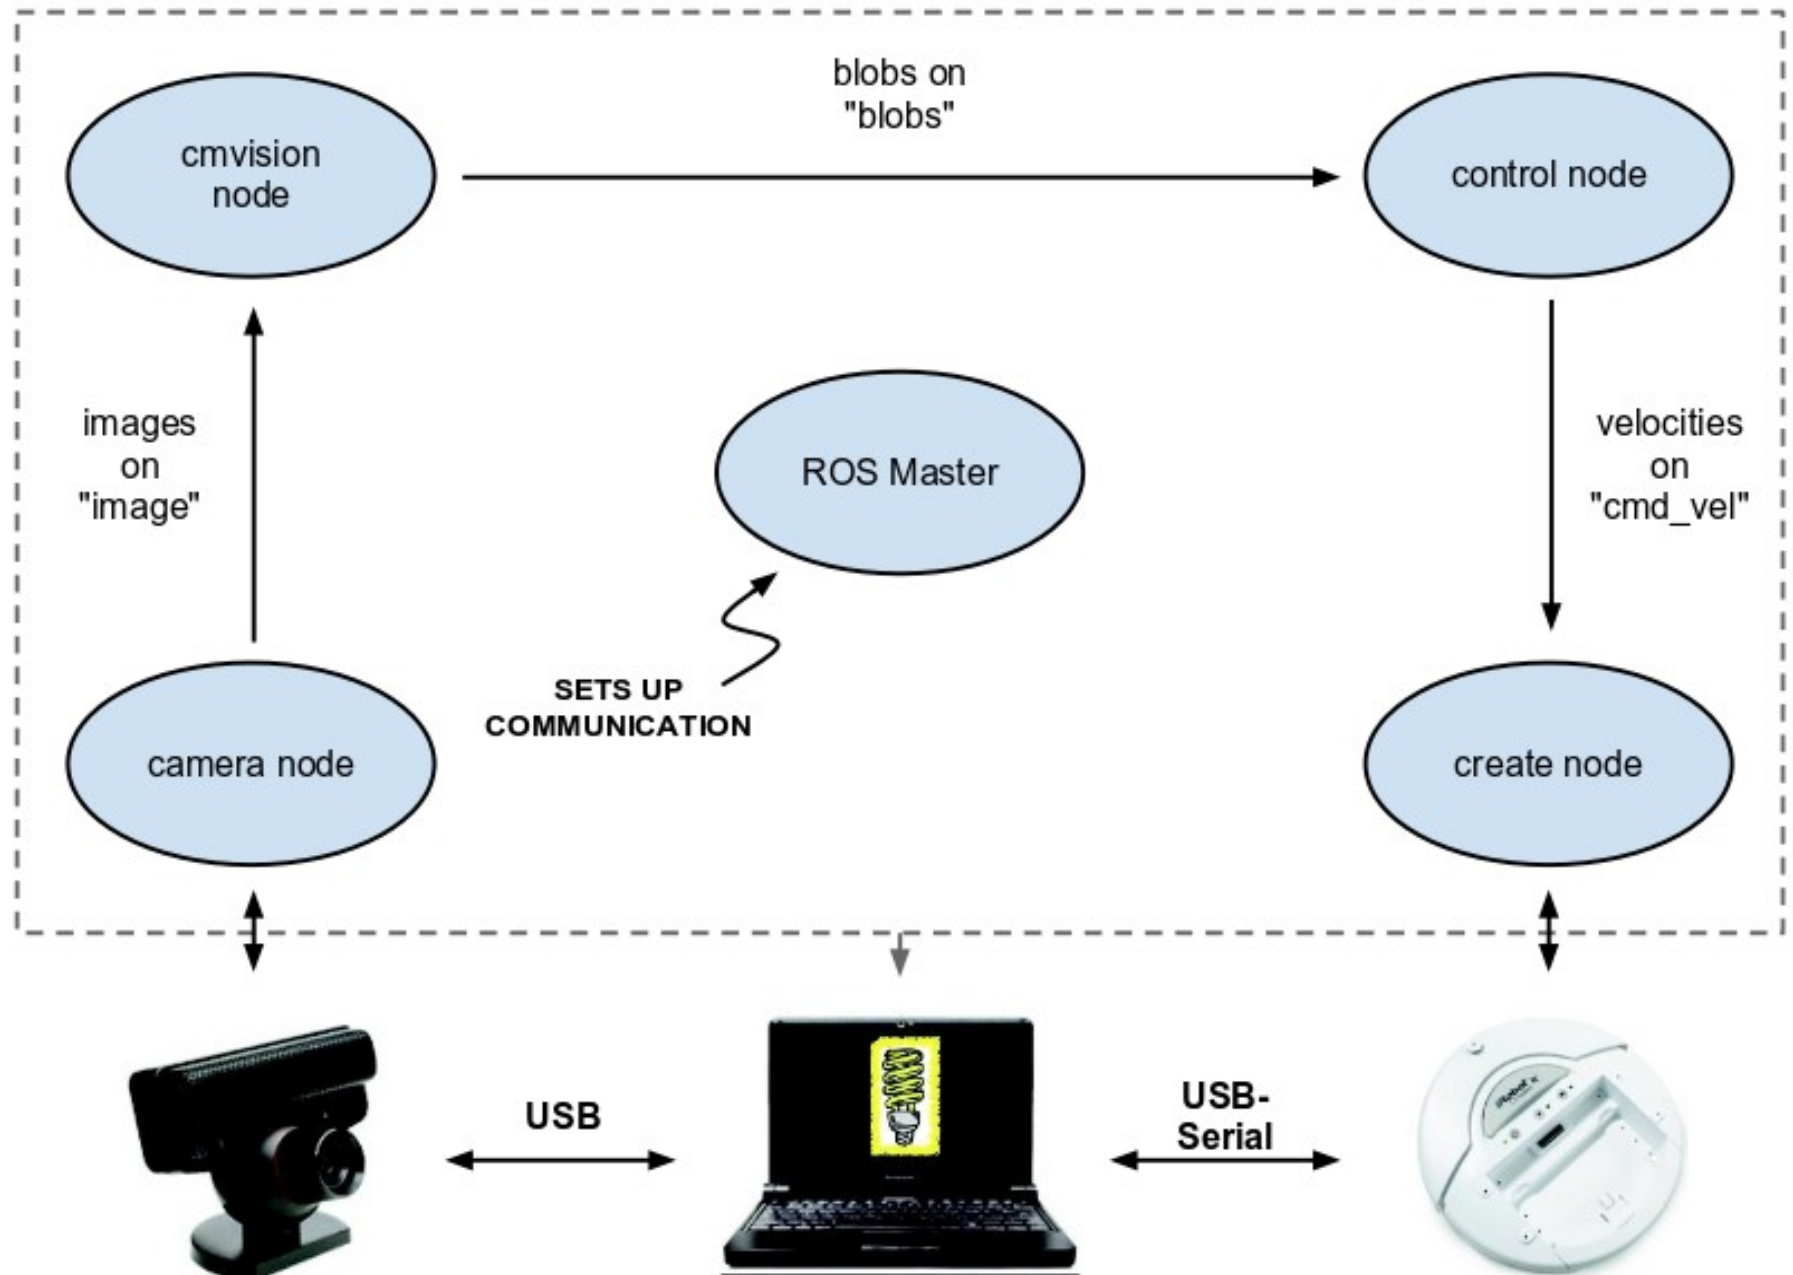 blobs on
"blobs"
cmvision
node
control node
images
on
"image"
ROS Master
velocities
on
"cmd_vel"
SETS UP
COMMUNICATION
camera node
create node
USB
USB-
Serial
iRobot